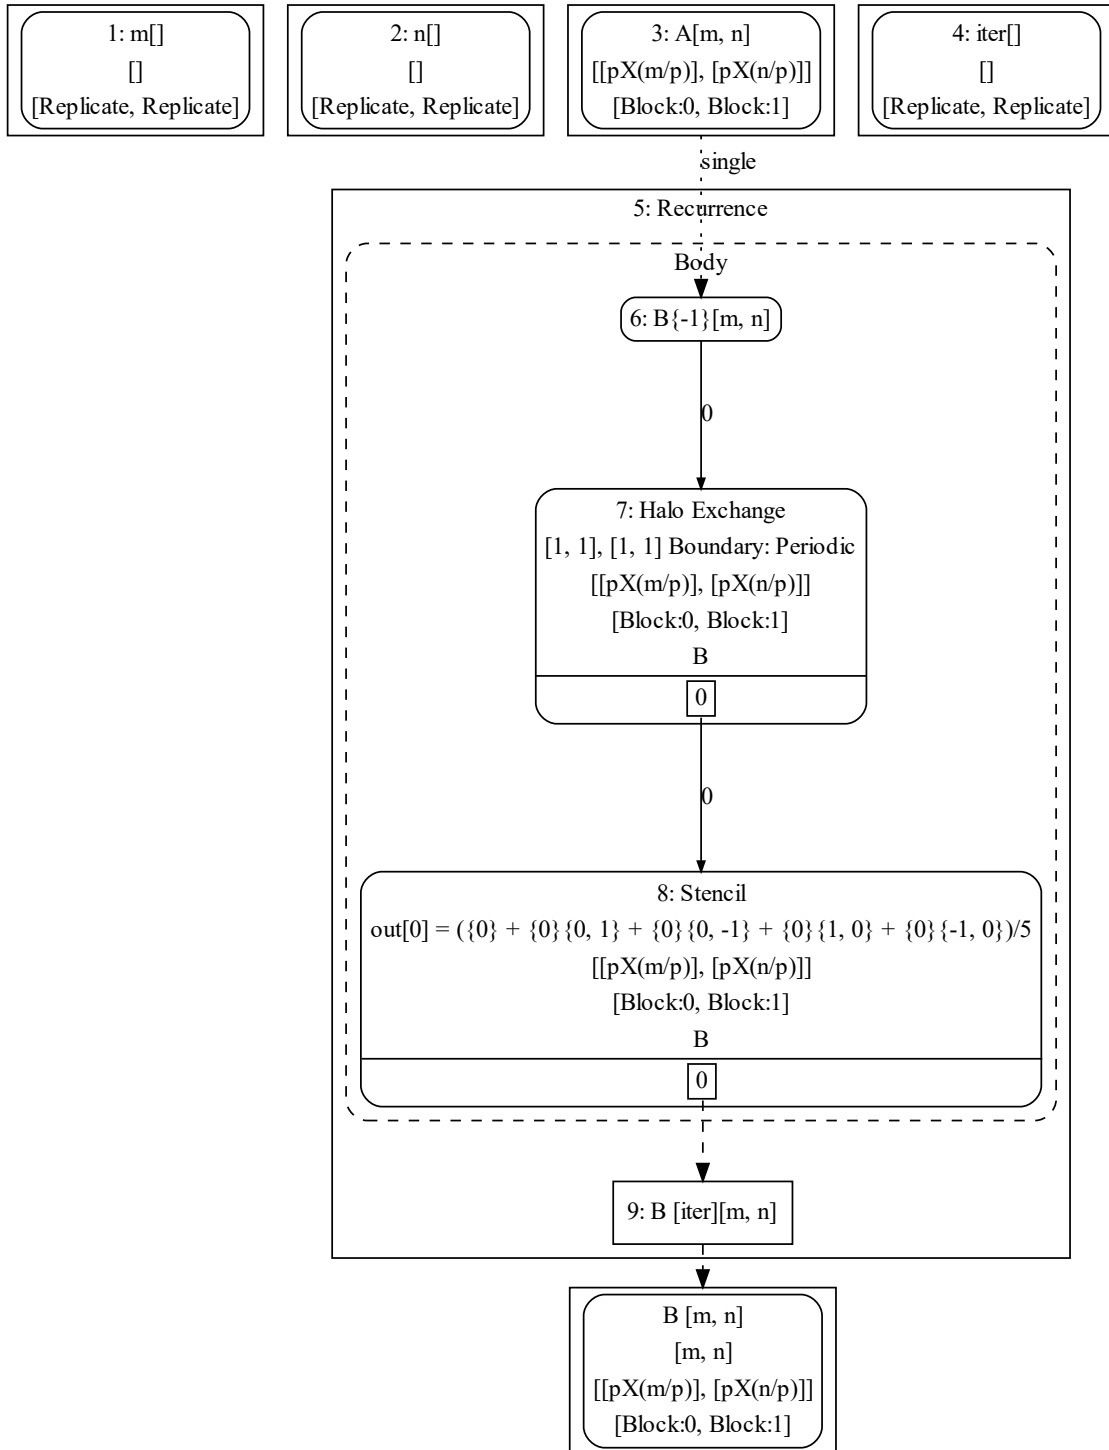 1: m[]
[]
[Replicate, Replicate]
2: n[]
[]
[Replicate, Replicate]
3: A[m, n]
[[pX(m/p)], [pX(n/p)]]
[Block:0, Block:1]
4: iter[]
[]
[Replicate, Replicate]
single
5: Recurrence
Body
6: B{-1}[m, n]
0
7: Halo Exchange
[1, 1], [1, 1] Boundary: Periodic
[[pX(m/p)], [pX(n/p)]]
[Block:0, Block:1]
B
0
0
8: Stencil
out[0] = ({0} + {0}{0, 1} + {0}{0, -1} + {0}{1, 0} + {0}{-1, 0})/5
[[pX(m/p)], [pX(n/p)]]
[Block:0, Block:1]
B
0
9: B [iter][m, n]
B [m, n]
[m, n]
[[pX(m/p)], [pX(n/p)]]
[Block:0, Block:1]